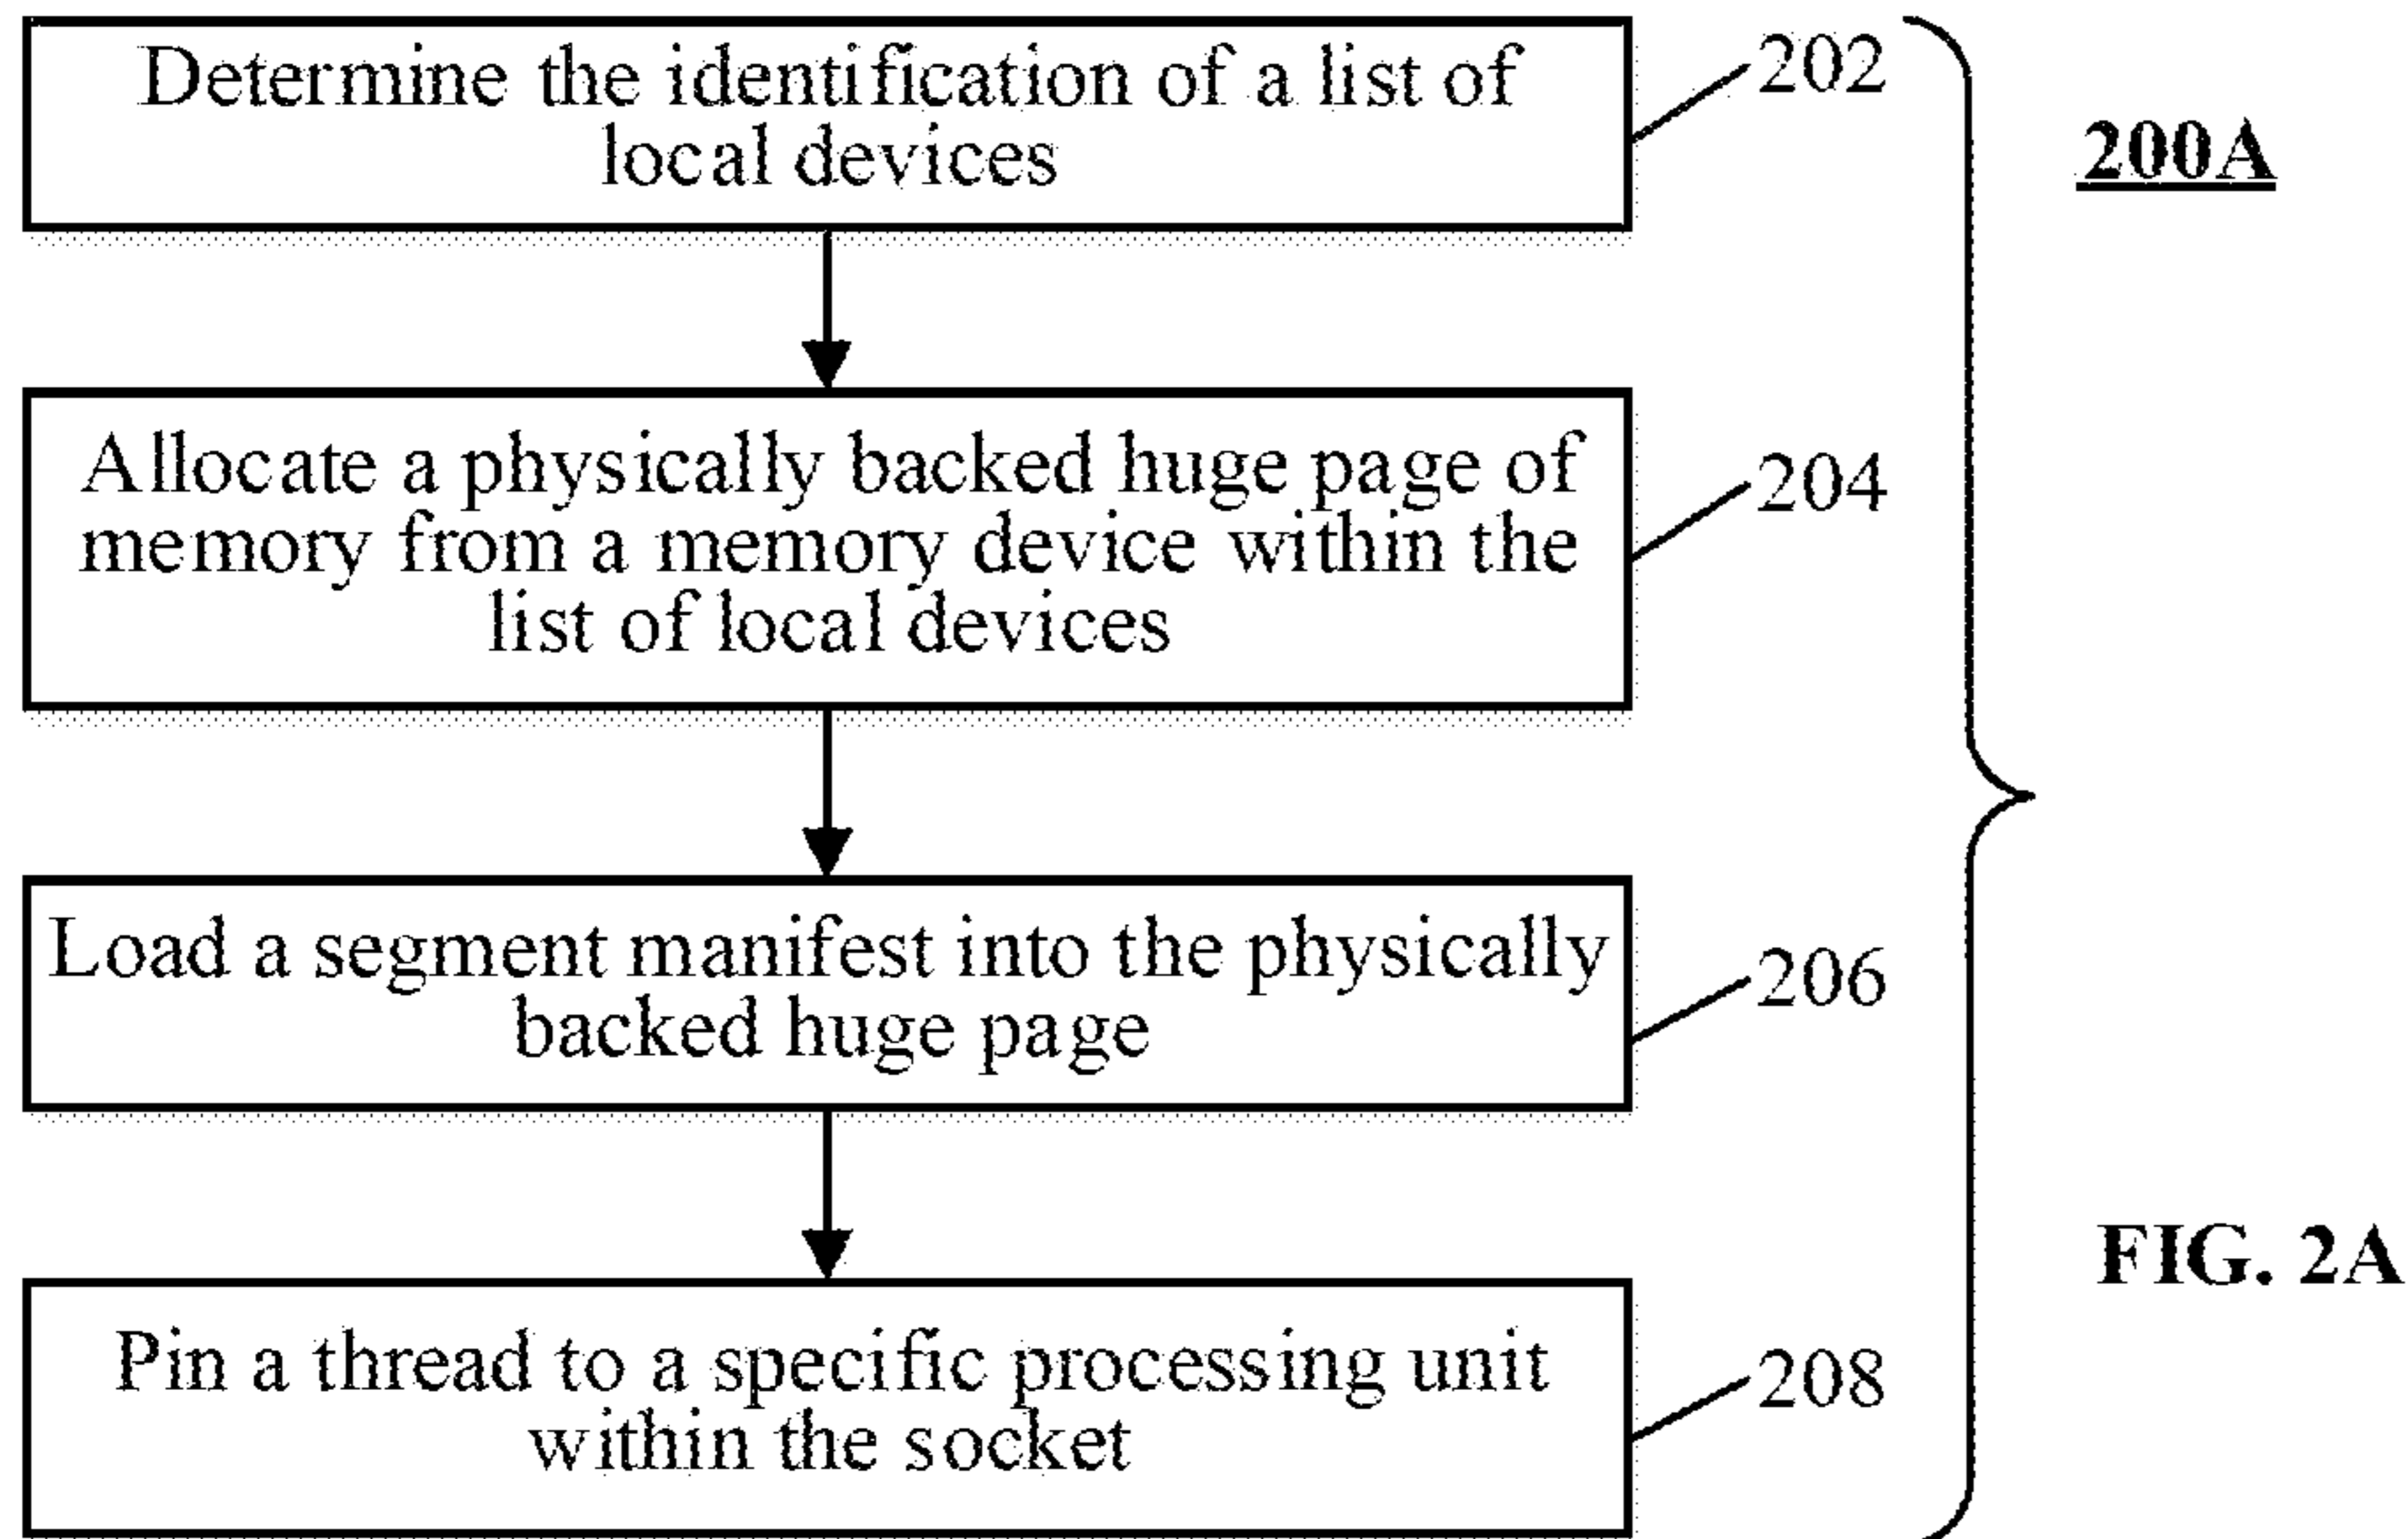 Determine the identification of a list of
local devices
202
200A
Allocate a physically backed huge page of
memory from a memory device within the
list of local devices
204
Load a segment manifest into the physically
backed huge page
206
FIG. 2A
Pin a thread to a specific processing unit
within the socket
208